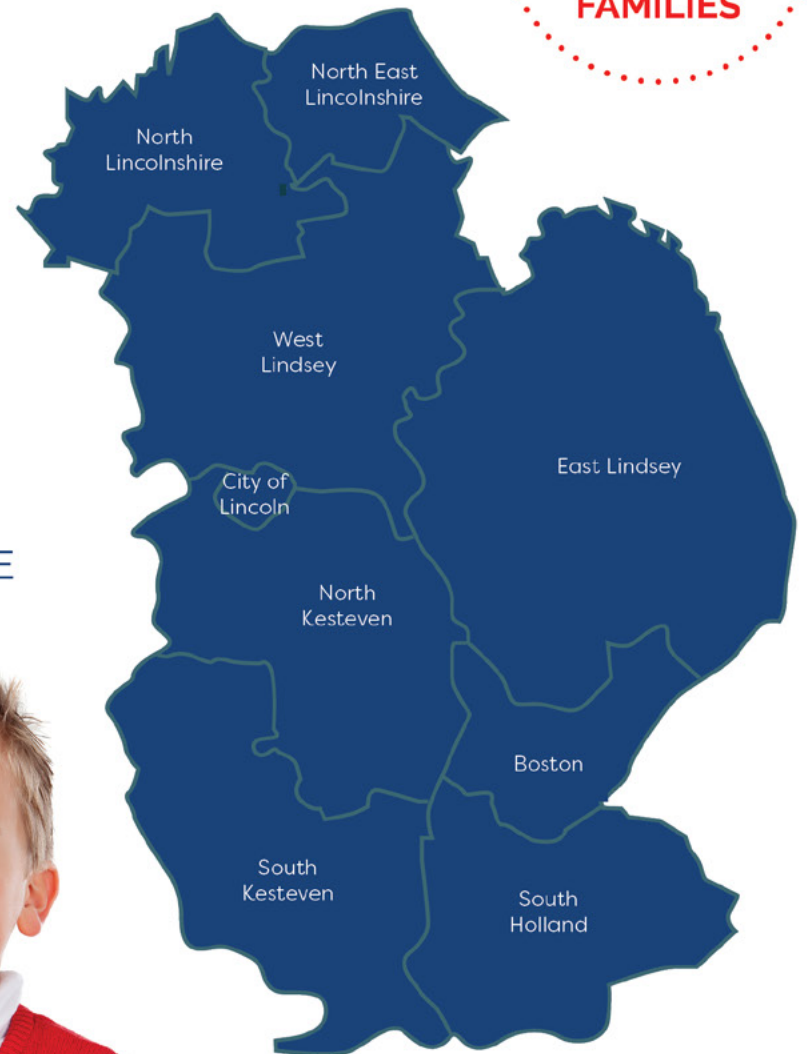 FAMILIES
North East
Lincolnshire
North
Lincolnshire
West
Lindsey
East Lindsey
City of
Lincoln
E
North
Kesteven
Boston
South
Kesteven
South
Holland